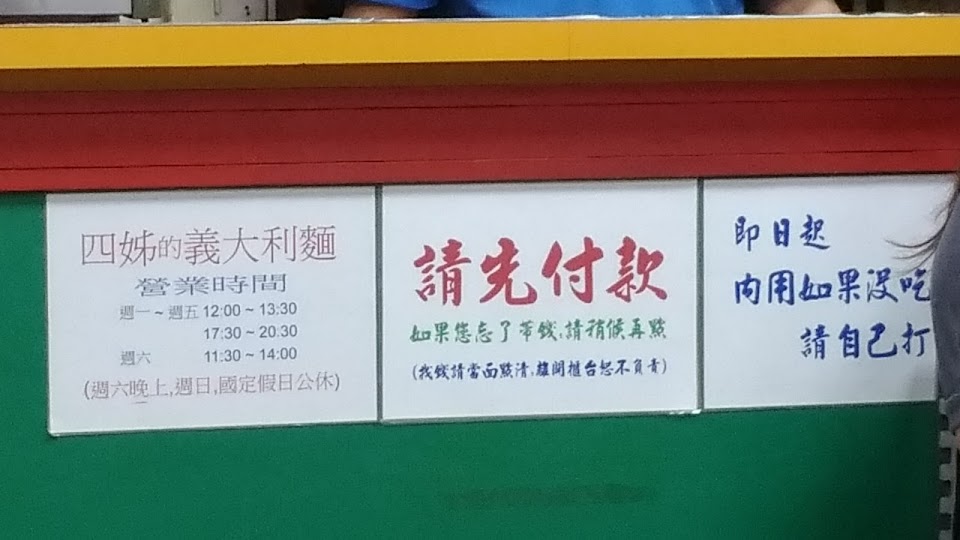 四姊的義大利麵
營業時間
週一 ~ 週五 12:00 ~ 13:30
17:30 ~ 20:30
週六 11:30 ~ 14:00
(週六晚上,週日,國定假日公休)
請先付款
如果您忘了帶錢,請稍候再點
(找錢請當面點清,離開櫃台恕不負責)
即日起
內用如果沒吃
請自己打